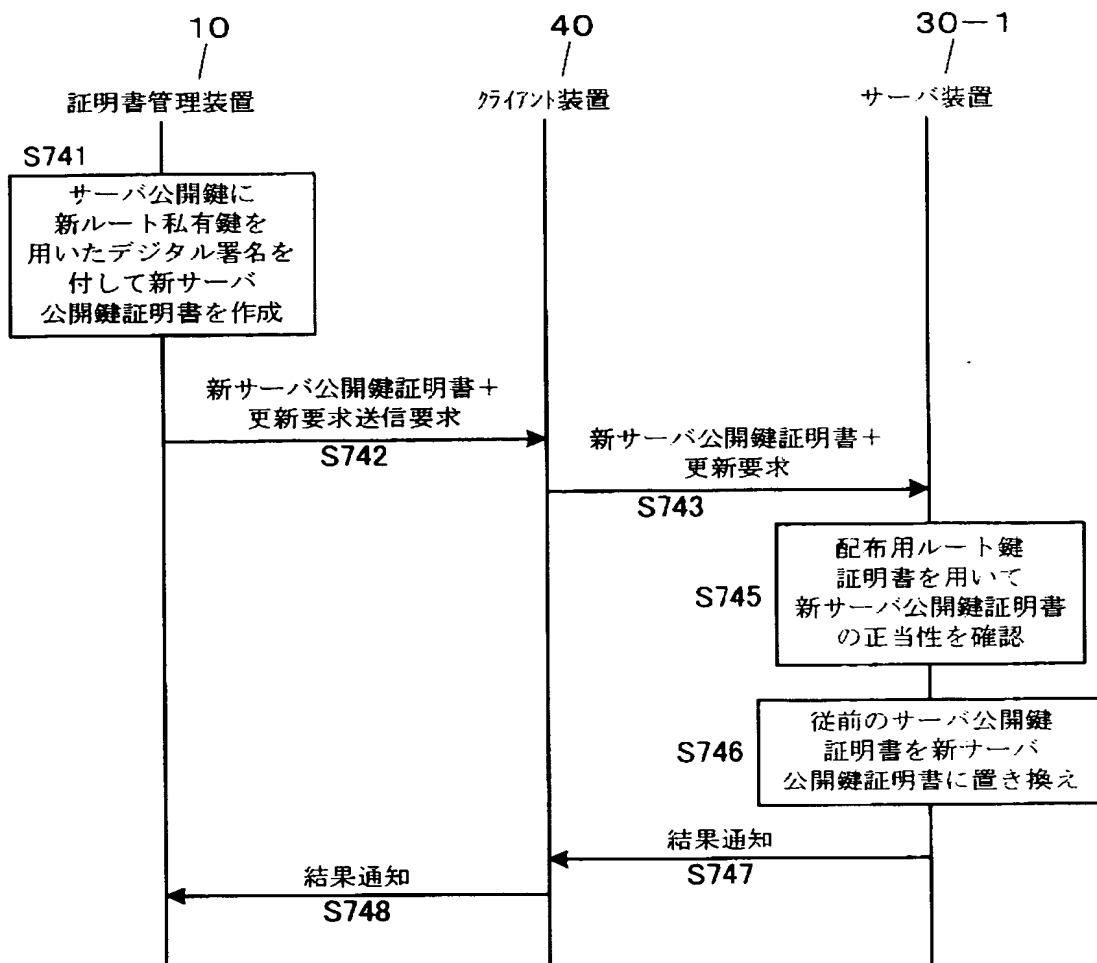 10
40
30-1
証明書管理装置
クライアント装置
サーバ装置
S741
サーバ公開鍵に
新ルート私有鍵を
用いたデジタル署名を
付して新サーバ
公開鍵証明書を作成
新サーバ公開鍵証明書+
更新要求送信要求
S742
新サーバ公開鍵証明書+
更新要求
S743
S745
配布用ルート鍵
証明書を用いて
新サーバ公開鍵証明書
の正当性を確認
S746
従前のサーバ公開鍵
証明書を新サーバ
公開鍵証明書に置き換え
結果通知
S747
結果通知
S748